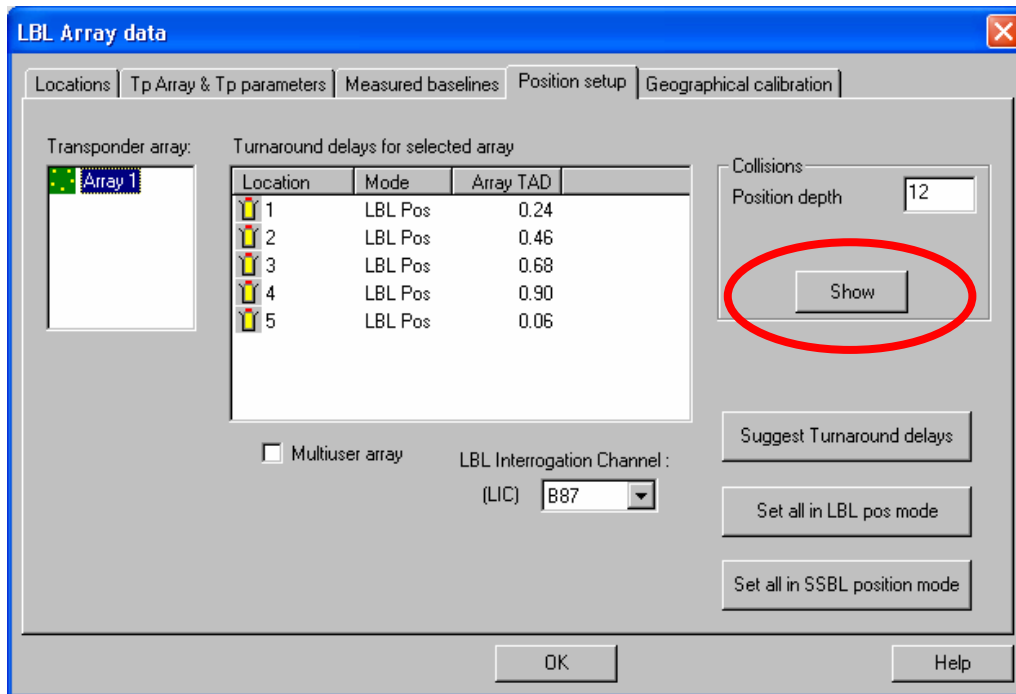 LBL Array data
Locations
Tp Array & Tp parameters
Measured baselines
Position setup
Geographical calibration
Transponder array:
Array 1
Turnaround delays for selected array
Location Mode Array TAD
1 LBL Pos 0.24
2 LBL Pos 0.46
3 LBL Pos 0.68
4 LBL Pos 0.90
5 LBL Pos 0.06
Multiuser array
LBL Interrogation Channel :
(LIC) B87
Collisions
Position depth 12
Show
Suggest Turnaround delays
Set all in LBL pos mode
Set all in SSBL position mode
OK
Help